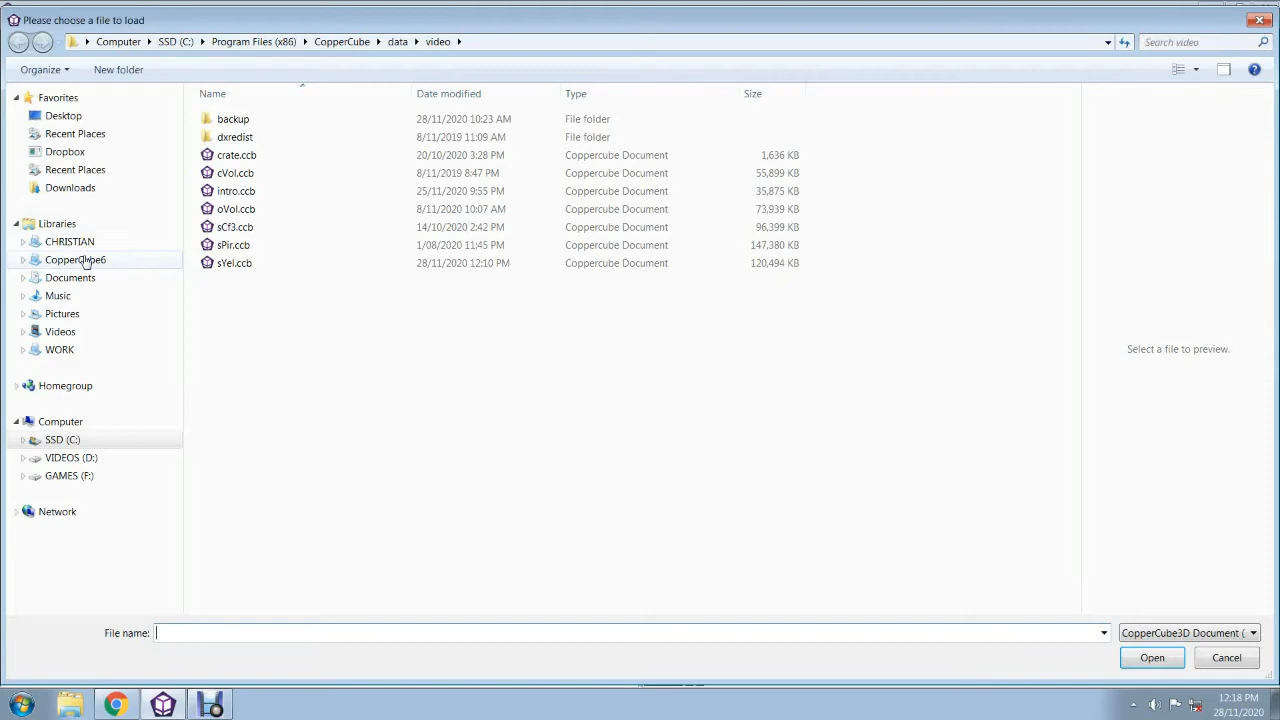 Please choose a file to load
Computer SSD (C:) Program Files (x86) CopperCube data video Search video
Organize New folder
Name Date modified Type Size
Favorites
Desktop
Recent Places
Dropbox
Recent Places
Downloads
Libraries
CHRISTIAN
CopperCube6
Documents
Music
Pictures
Videos
WORK
Homegroup
Computer
SSD (C:)
VIDEOS (D:)
GAMES (F:)
Network
backup 28/11/2020 10:23 AM File folder
dxredist 8/11/2019 11:09 AM File folder
crate.ccb 20/10/2020 3:28 PM Coppercube Document 1,636 KB
cVol.ccb 8/11/2019 8:47 PM Coppercube Document 55,899 KB
intro.ccb 25/11/2020 9:55 PM Coppercube Document 35,875 KB
oVol.ccb 8/11/2020 10:07 AM Coppercube Document 73,939 KB
sCf3.ccb 14/10/2020 2:42 PM Coppercube Document 96,399 KB
sPir.ccb 1/08/2020 11:45 PM Coppercube Document 147,380 KB
sYel.ccb 28/11/2020 12:10 PM Coppercube Document 120,494 KB
Select a file to preview.
File name: CopperCube3D Document (
Open Cancel
12:18 PM
28/11/2020